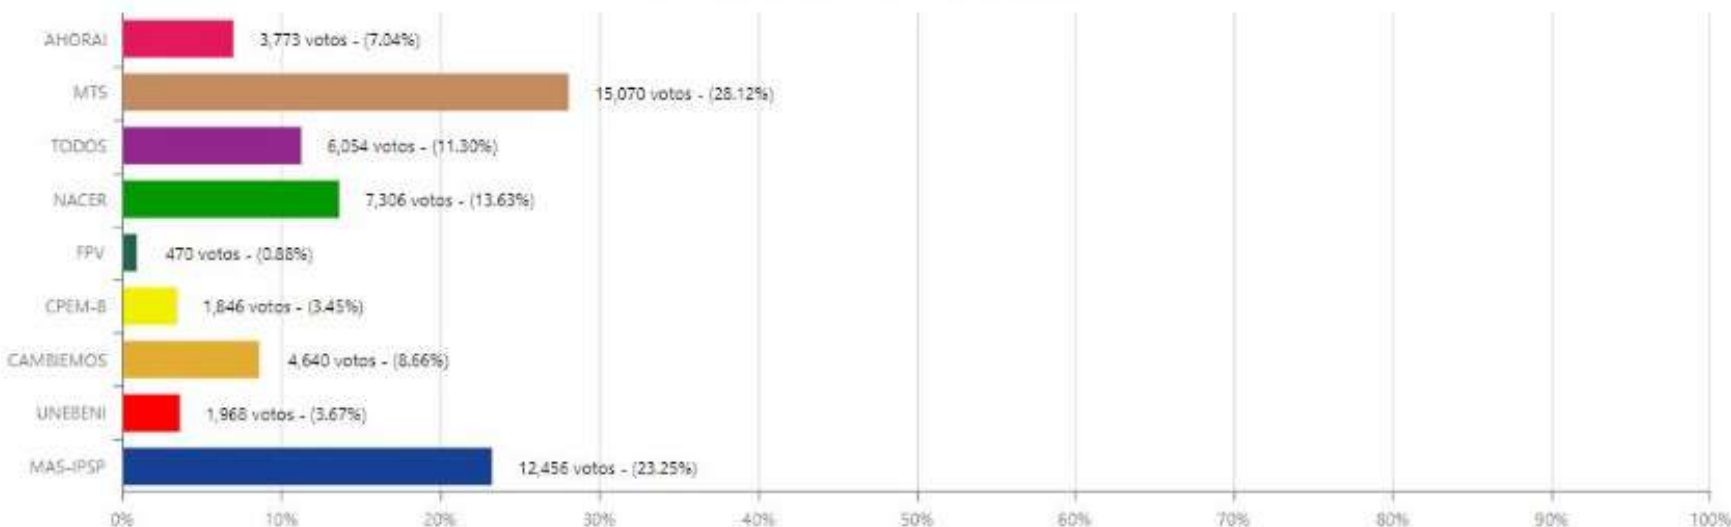 AHORA! 3,773 votos - (7.04%)
MTS 15,070 votos - (28.12%)
TODOS 6,054 votos - (11.30%)
NACER 7,306 votos - (13.63%)
FPV 470 votos - (0.88%)
CPEM-B 1,846 votos - (3.45%)
CAMBIEMOS 4,640 votos - (8.66%)
UNEBENI 1,968 votos - (3.67%)
MAS-IPSP 12,456 votos - (23.25%)
0% 10% 20% 30% 40% 50% 60% 70% 80% 90% 100%